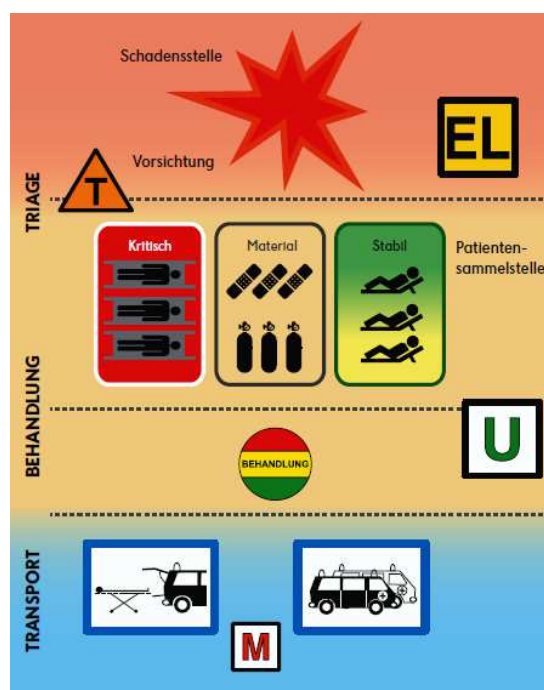 Schadensstelle
EL
Vorsichtung
T
TRIAGE
Kritisch
Material
Stabil
Patienten-
sammelstelle
BEHANDLUNG
U
BEHANDLUNG
TRANSPORT
M